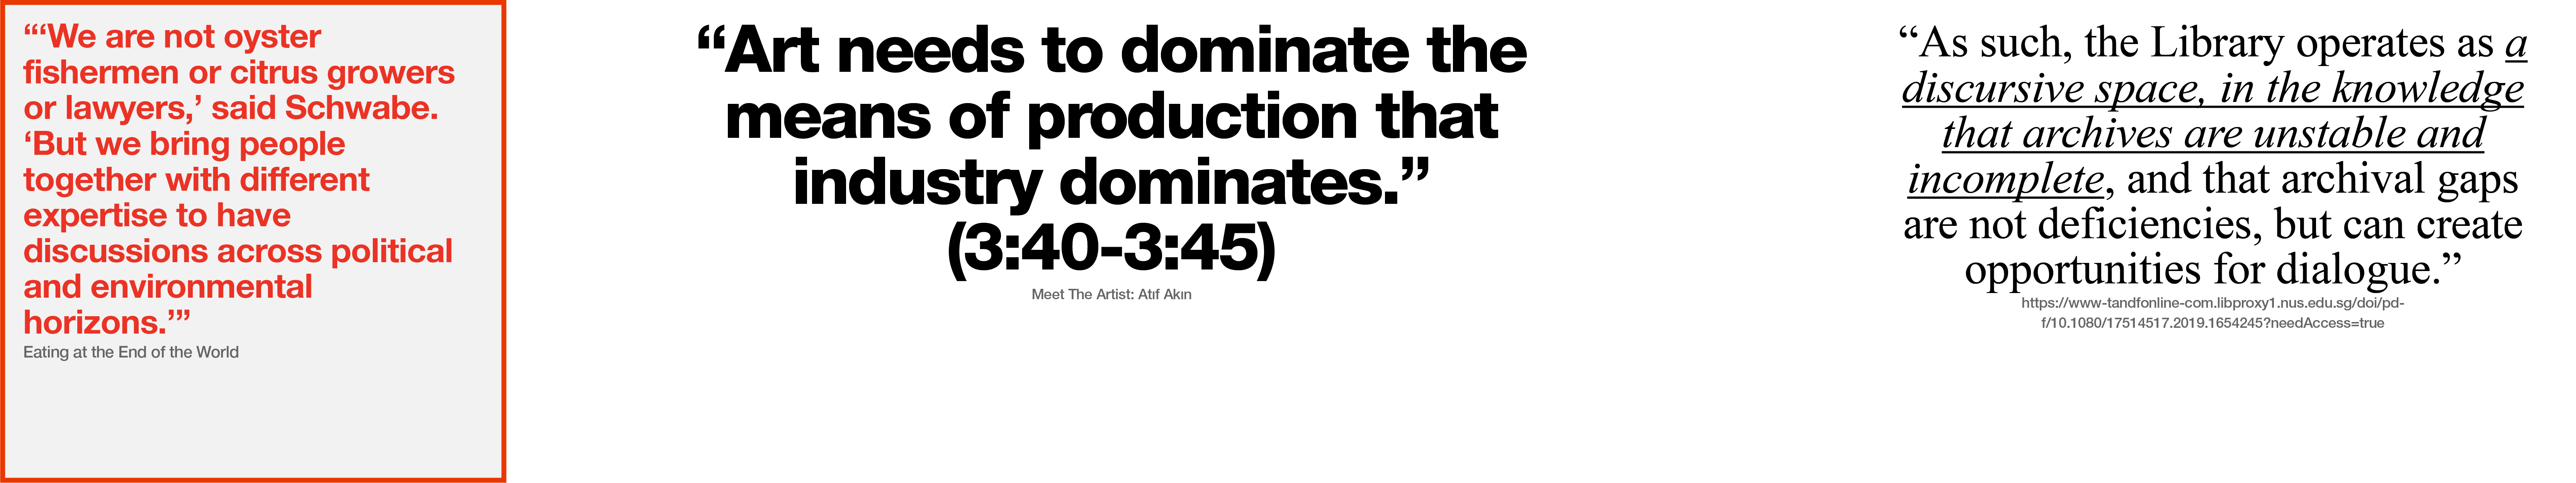 “‘We are not oyster
fishermen or citrus growers
or lawyers,’ said Schwabe.
‘But we bring people
together with different
expertise to have
discussions across political
and environmental
horizons.’”
Eating at the End of the World
“Art needs to dominate the
means of production that
industry dominates.”
(3:40-3:45)
Meet The Artist: Atıf Akın
“As such, the Library operates as a
discursive space, in the knowledge
that archives are unstable and
incomplete, and that archival gaps
are not deficiencies, but can create
opportunities for dialogue.”
https://www-tandfonline-com.libproxy1.nus.edu.sg/doi/pd-
f/10.1080/17514517.2019.1654245?needAccess=true